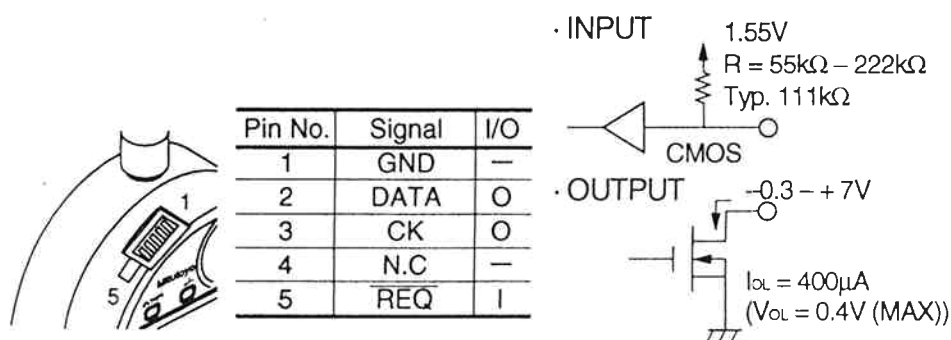 · INPUT
1.55V
R = 55kΩ – 222kΩ
Typ. 111kΩ
CMOS
· OUTPUT
–0.3 – + 7V
IOL = 400µA
(VOL = 0.4V (MAX))
Pin No. Signal I/O
1 GND —
2 DATA O
3 CK O
4 N.C —
5 REQ I
1
5
Mitutoyo